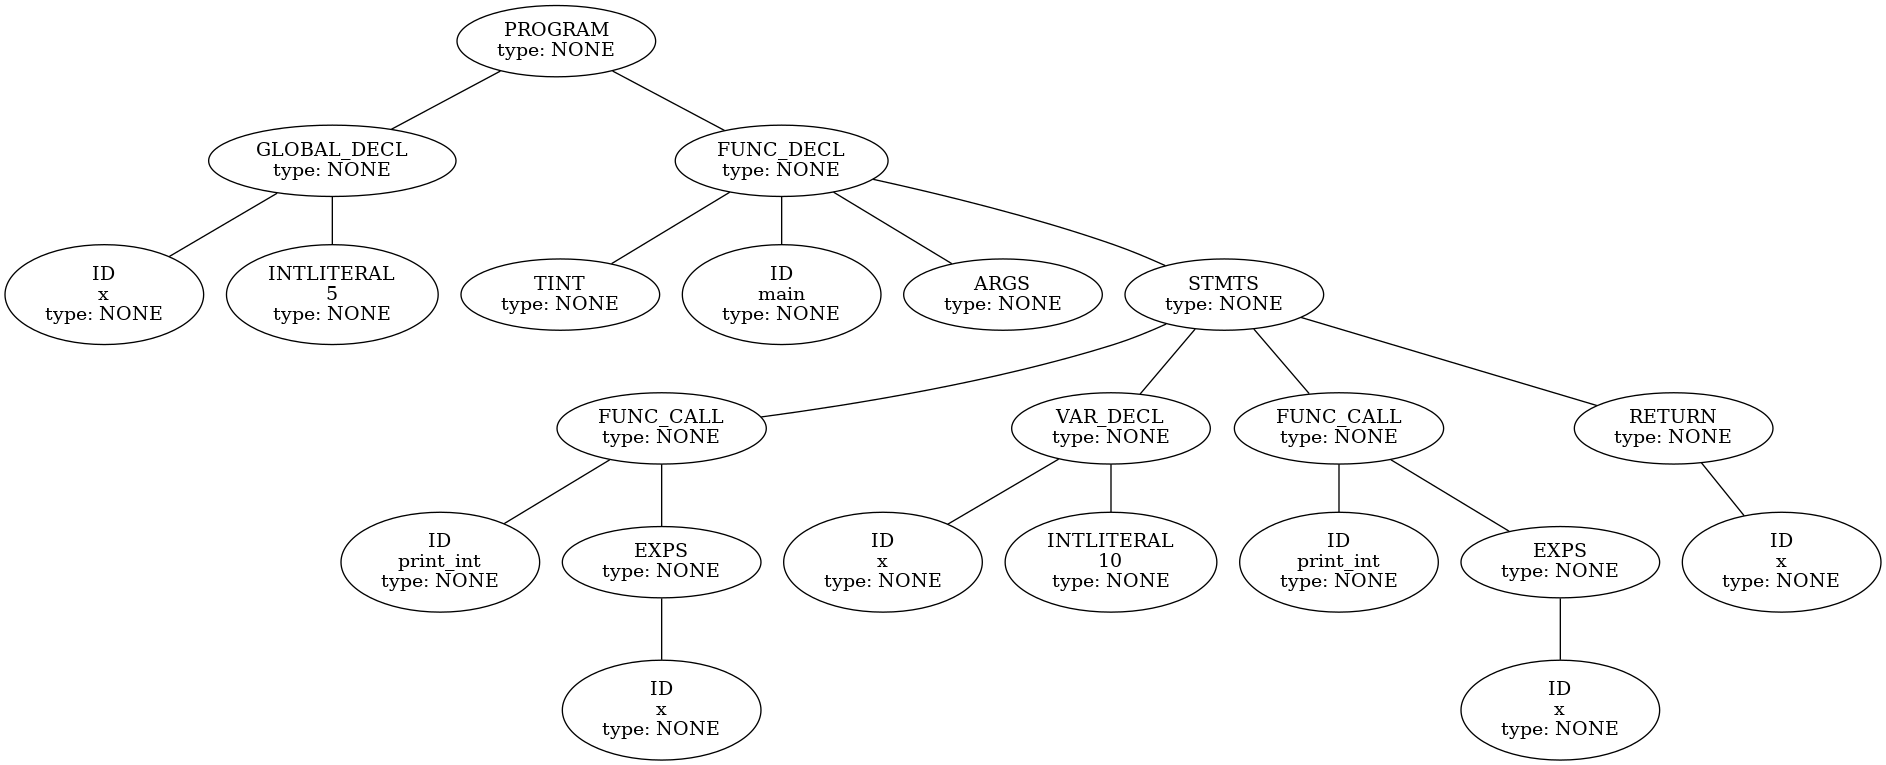 PROGRAM
type: NONE
GLOBAL_DECL
type: NONE
FUNC_DECL
type: NONE
ID
x
type: NONE
INTLITERAL
5
type: NONE
TINT
type: NONE
ID
main
type: NONE
ARGS
type: NONE
STMTS
type: NONE
FUNC_CALL
type: NONE
VAR_DECL
type: NONE
FUNC_CALL
type: NONE
RETURN
type: NONE
ID
print_int
type: NONE
EXPS
type: NONE
ID
x
type: NONE
INTLITERAL
10
type: NONE
ID
print_int
type: NONE
EXPS
type: NONE
ID
x
type: NONE
ID
x
type: NONE
ID
x
type: NONE